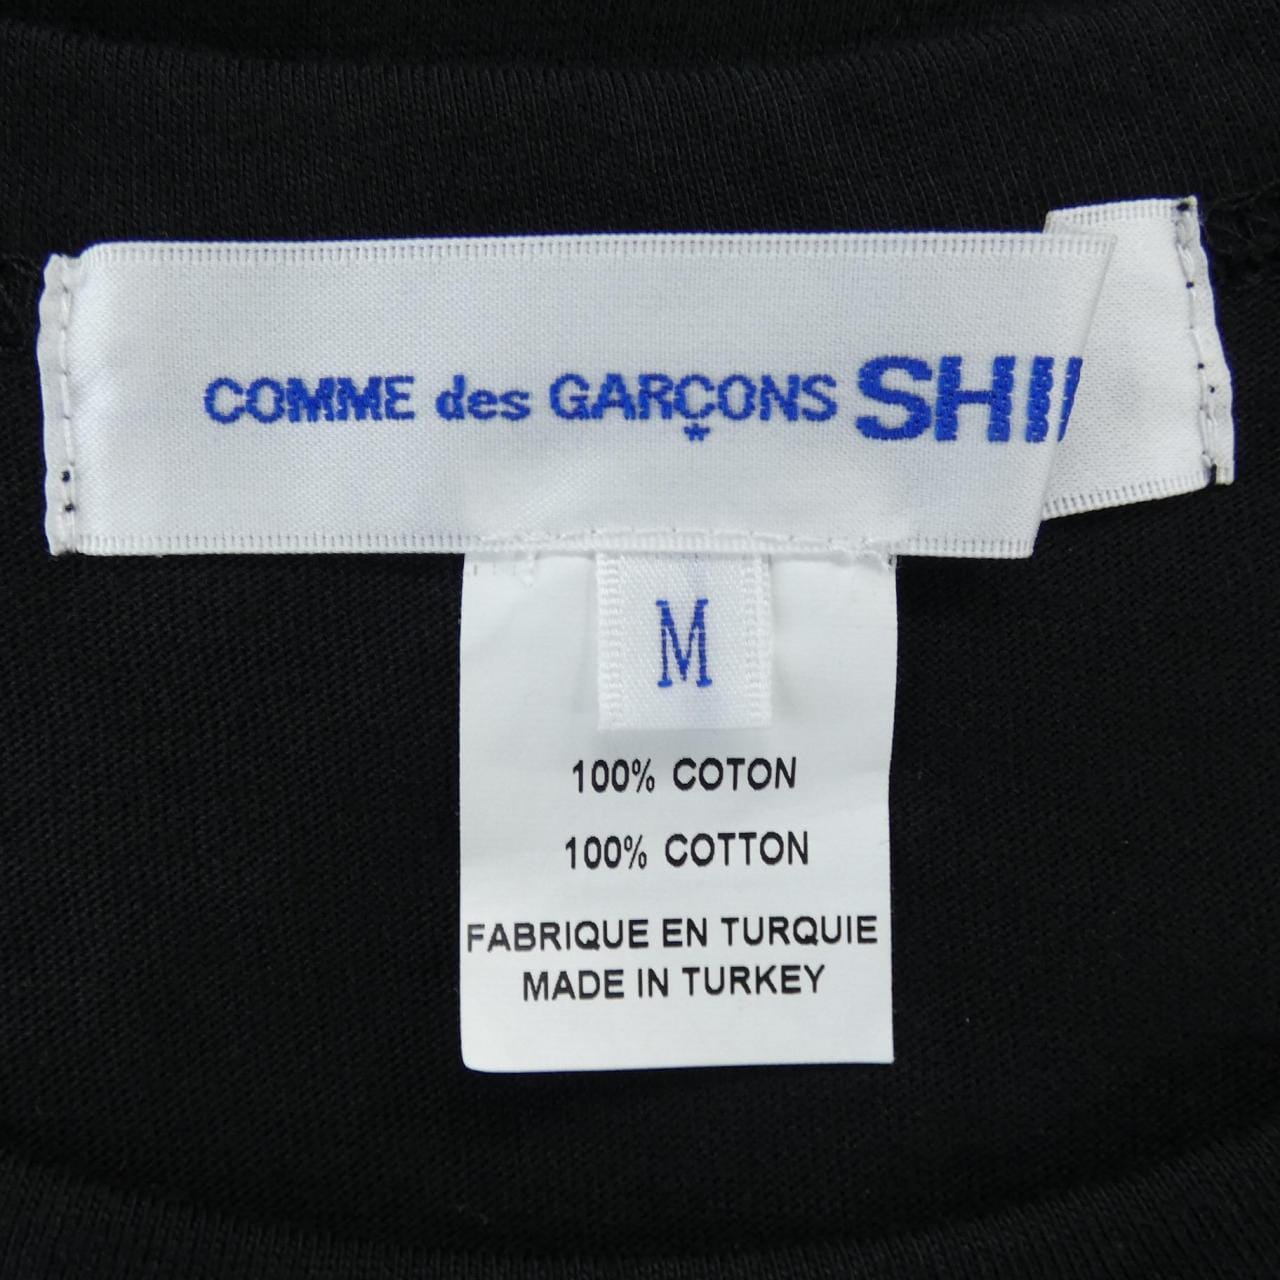 COMME des GARÇONS SHI
M
100% COTON
100% COTTON
FABRIQUE EN TURQUIE
MADE IN TURKEY